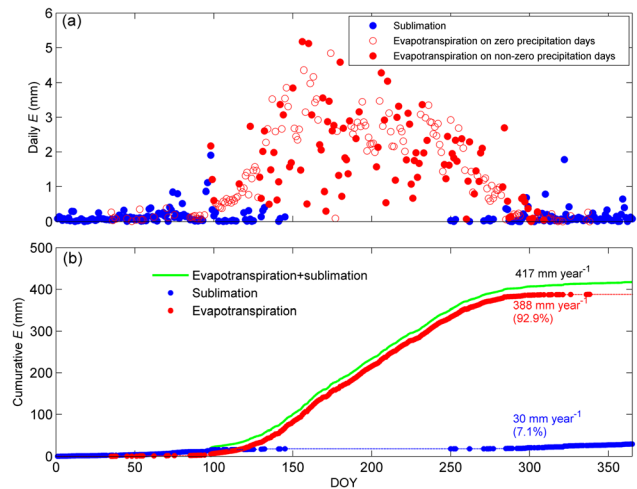 (a)
6
5
4
3
2
1
0
Daily E (mm)
Sublimation
Evapotranspiration on zero precipitation days
Evapotranspiration on non-zero precipitation days
(b)
500
400
300
200
100
0
Cumurative E (mm)
Evapotranspiration+sublimation
Sublimation
Evapotranspiration
417 mm year⁻¹
388 mm year⁻¹
(92.9%)
30 mm year⁻¹
(7.1%)
0 50 100 150 200 250 300 350
DOY